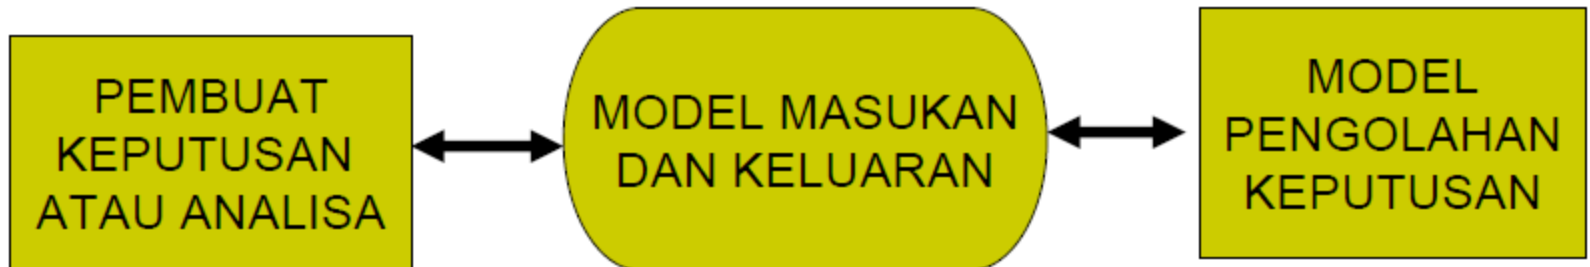 PEMBUAT
KEPUTUSAN
ATAU ANALISA
MODEL MASUKAN
DAN KELUARAN
MODEL
PENGOLAHAN
KEPUTUSAN